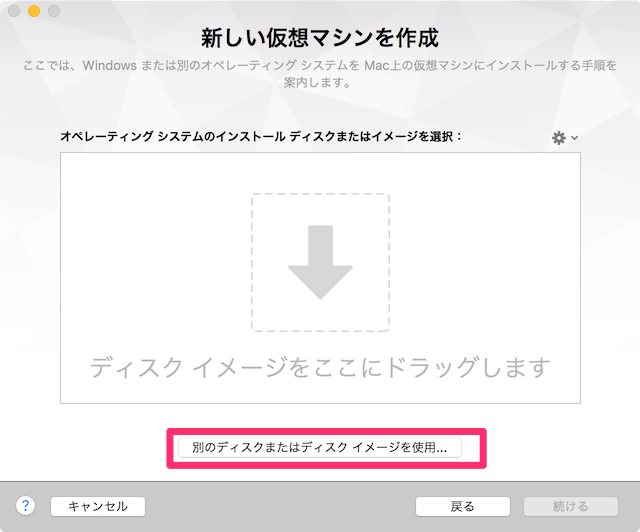 新しい仮想マシンを作成
ここでは、Windows または別のオペレーティング システムを Mac上の仮想マシンにインストールする手順を
案内します。
オペレーティング システムのインストール ディスクまたはイメージを選択：
ディスク イメージをここにドラッグします
別のディスクまたはディスク イメージを使用...
?
キャンセル
戻る
続ける